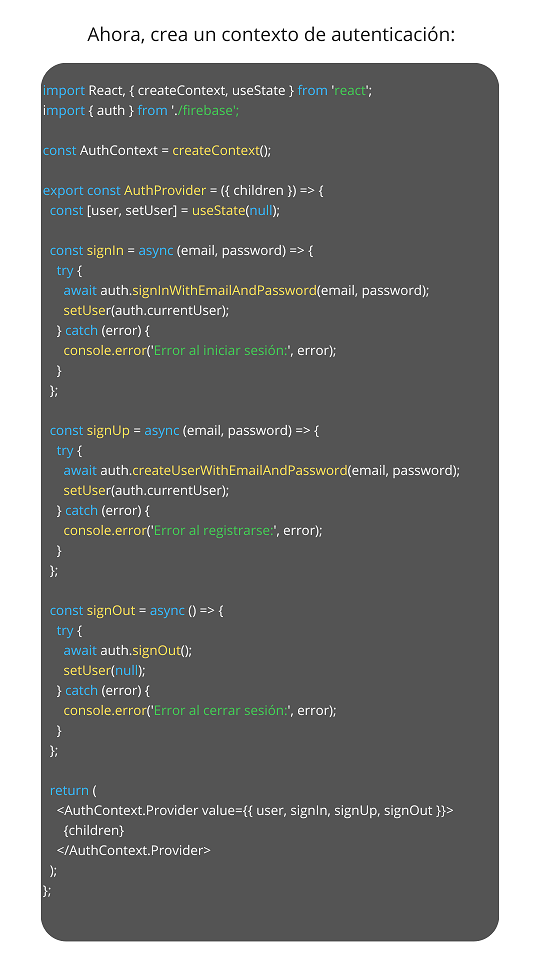 Ahora, crea un contexto de autenticación:
import React, { createContext, useState } from 'react';
import { auth } from './firebase';
const AuthContext = createContext();
export const AuthProvider = ({ children }) => {
const [user, setUser] = useState(null);
const signIn = async (email, password) => {
try {
await auth.signInWithEmailAndPassword(email, password);
setUser(auth.currentUser);
} catch (error) {
console.error('Error al iniciar sesión:', error);
}
};
const signUp = async (email, password) => {
try {
await auth.createUserWithEmailAndPassword(email, password);
setUser(auth.currentUser);
} catch (error) {
console.error('Error al registrarse:', error);
}
};
const signOut = async () => {
try {
await auth.signOut();
setUser(null);
} catch (error) {
console.error('Error al cerrar sesión:', error);
}
};
return (
<AuthContext.Provider value={{ user, signIn, signUp, signOut }}>
{children}
</AuthContext.Provider>
);
};